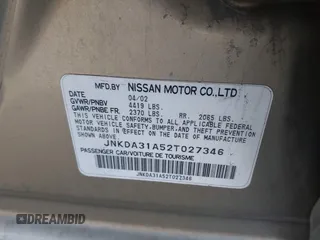 MFD.BY NISSAN MOTOR CO.,LTD
DATE 04/02
GVWR/PNBV 4419 LBS.
GAWR/PNBE FR. 2370 LBS. 2085 LBS.
THIS VEHICLE CONFORMS TO ALL APPLICABLE
FEDERAL MOTOR VEHICLE SAFETY, BUMPER, AND
THEFT PREVENTION STANDARDS
IN EFFECT ON THE DATE OF MANUFACTURE
SHOWN ABOVE
JNKDA31A52T027346
PASSENGER CAR/VOITURE DE TOURISME
JNKDA31A52T027346
DREAMBID